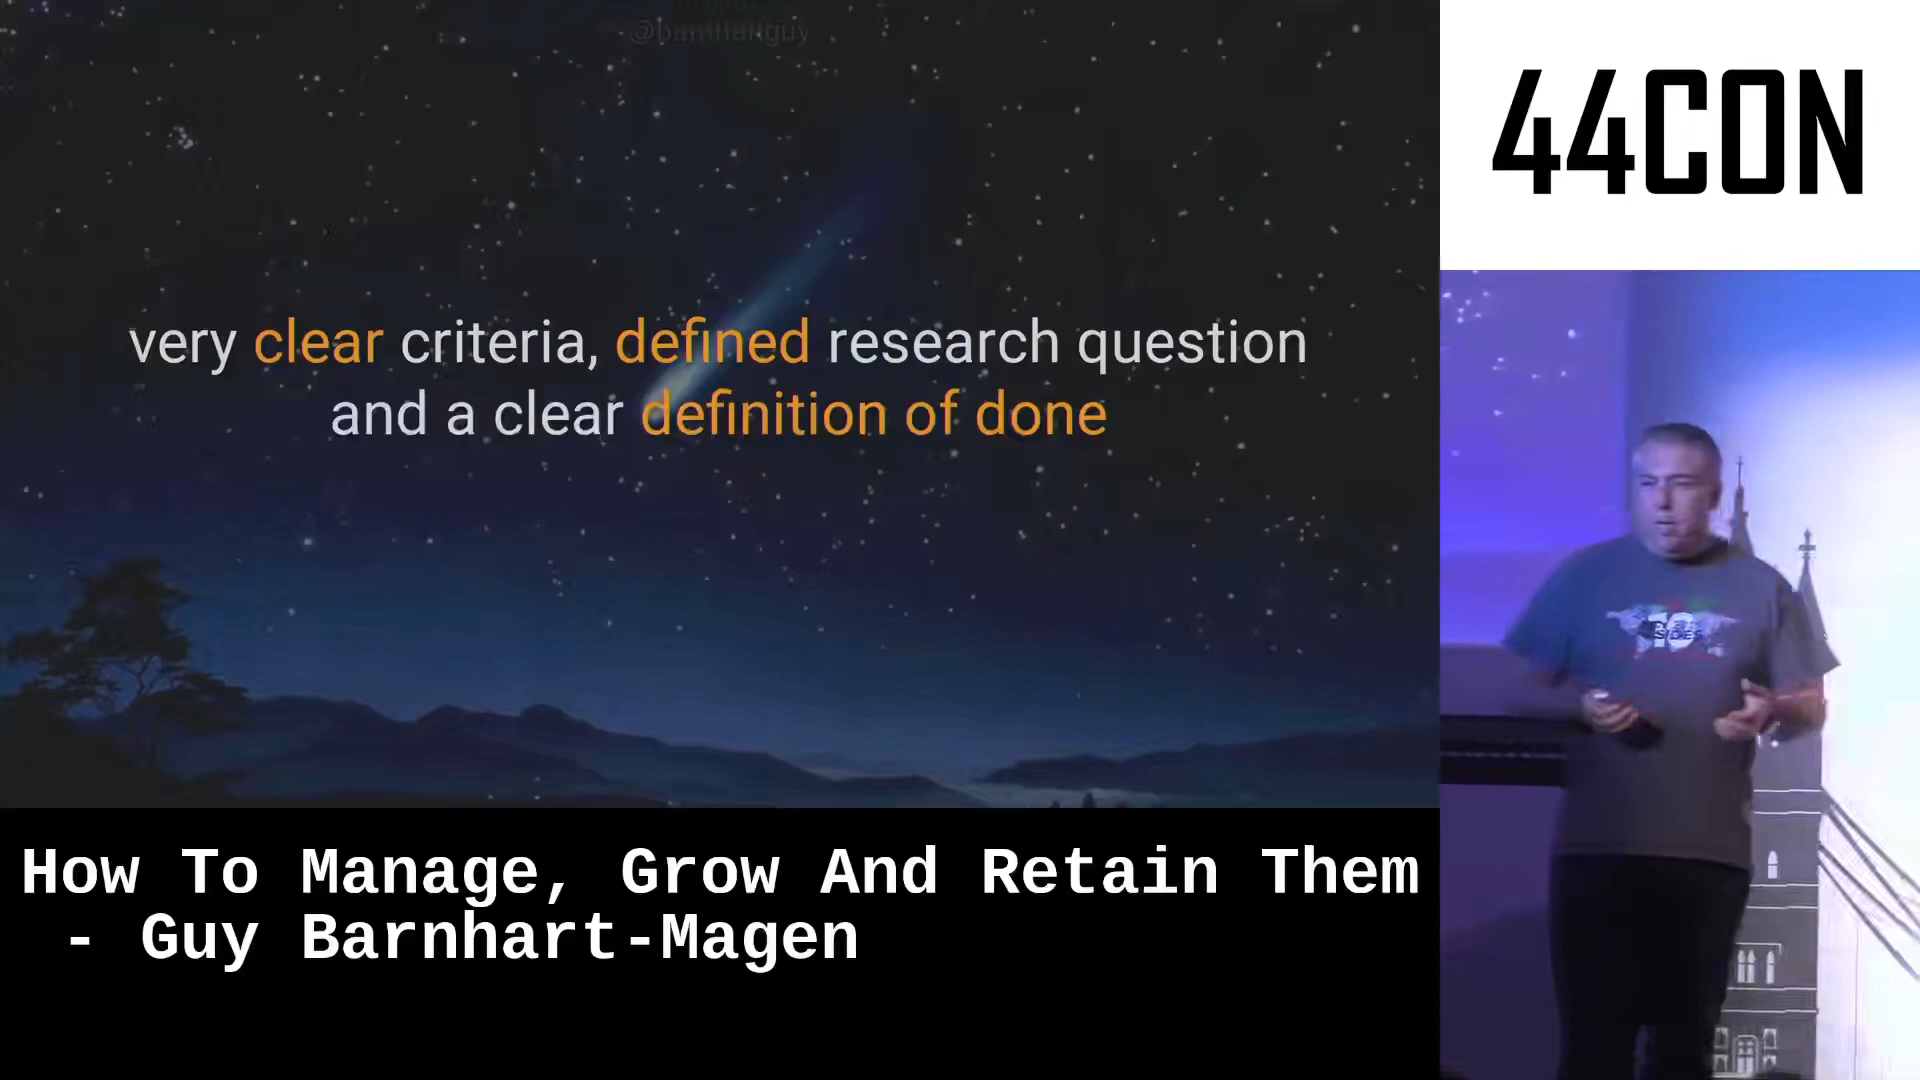 @barnhartguy
44CON
very clear criteria, defined research question
and a clear definition of done
How To Manage, Grow And Retain Them
- Guy Barnhart-Magen